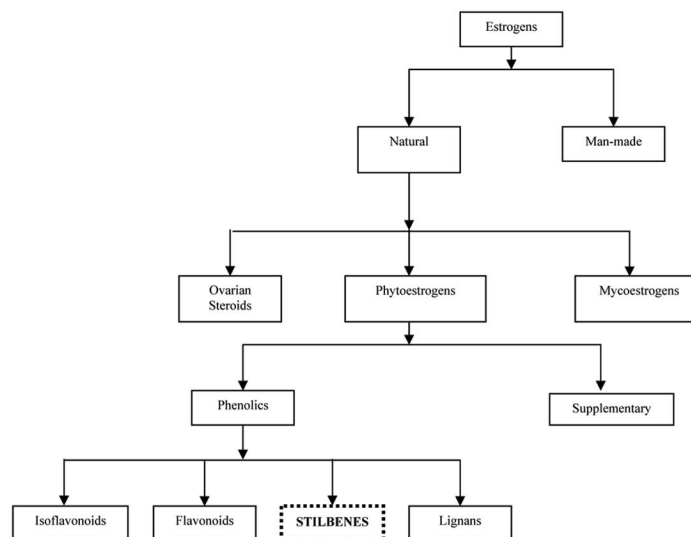 Estrogens
Natural
Man-made
Ovarian
Steroids
Phytoestrogens
Mycoestrogens
Phenolics
Supplementary
Isoflavonoids
Flavonoids
STILBENES
Lignans